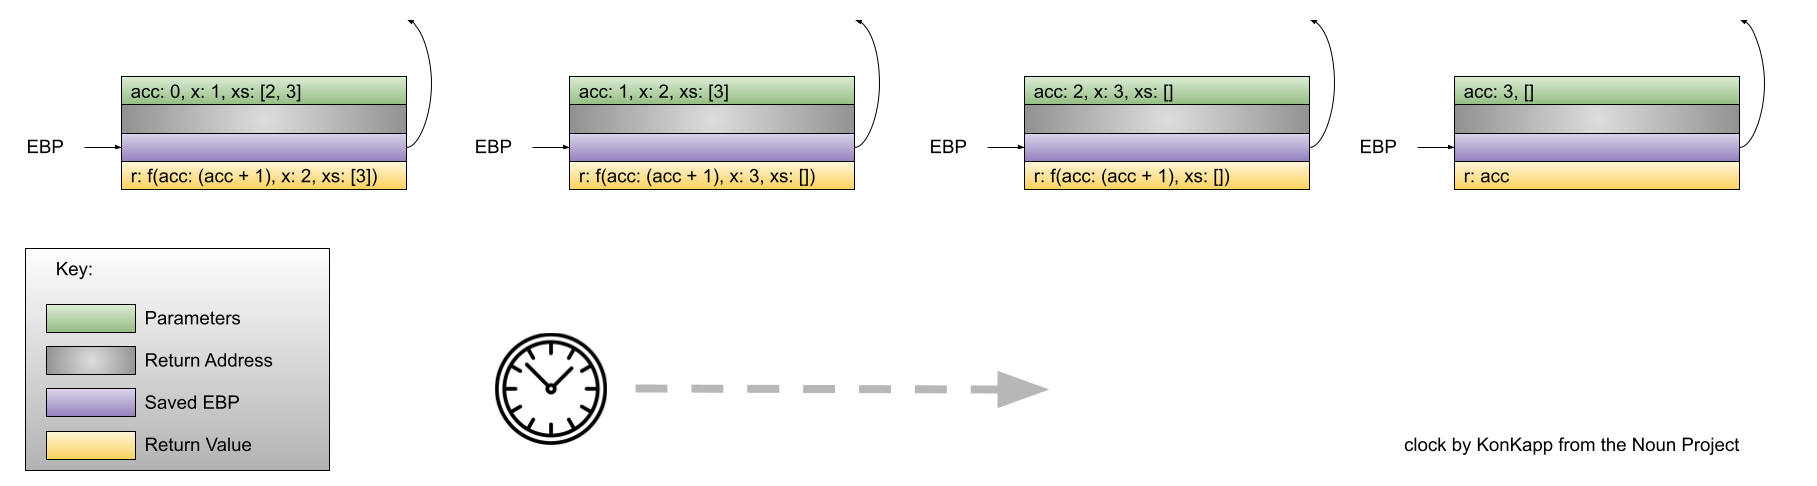 acc: 0, x: 1, xs: [2, 3]
EBP
r: f(acc: (acc + 1), x: 2, xs: [3])
acc: 1, x: 2, xs: [3]
EBP
r: f(acc: (acc + 1), x: 3, xs: [])
acc: 2, x: 3, xs: []
EBP
r: f(acc: (acc + 1), xs: [])
acc: 3, []
EBP
r: acc
Key:
Parameters
Return Address
Saved EBP
Return Value
clock by KonKapp from the Noun Project